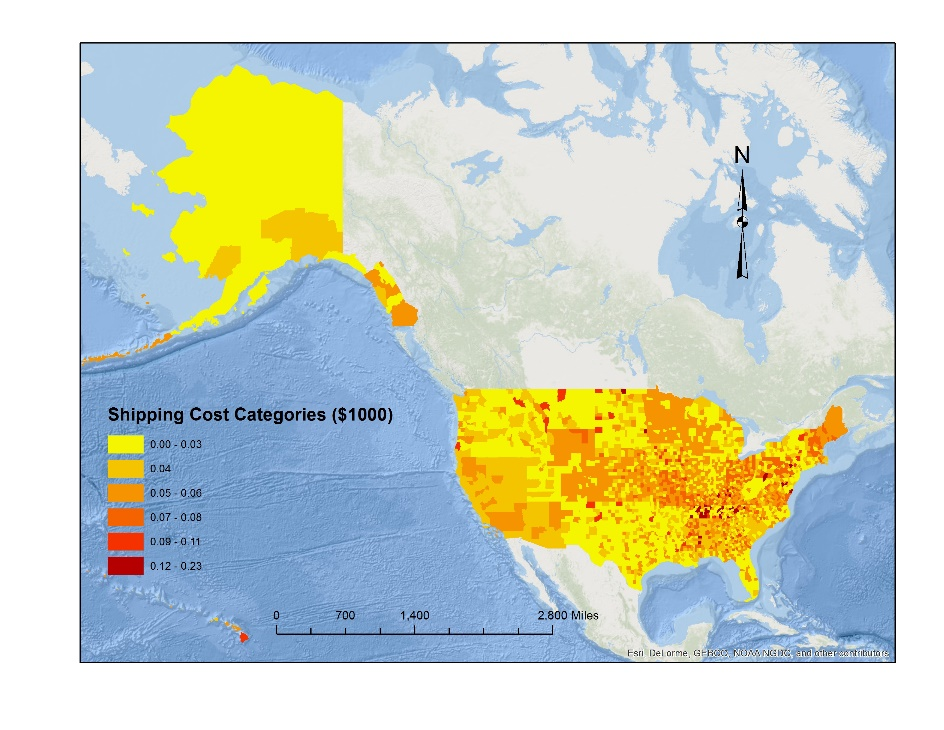 N
Shipping Cost Categories ($1000)
0.00 - 0.03
0.04
0.05 - 0.06
0.07 - 0.08
0.09 - 0.11
0.12 - 0.23
0 700 1,400 2,800 Miles
Esri, DeLorme, GEBCO, NOAA NGDC, and other contributors